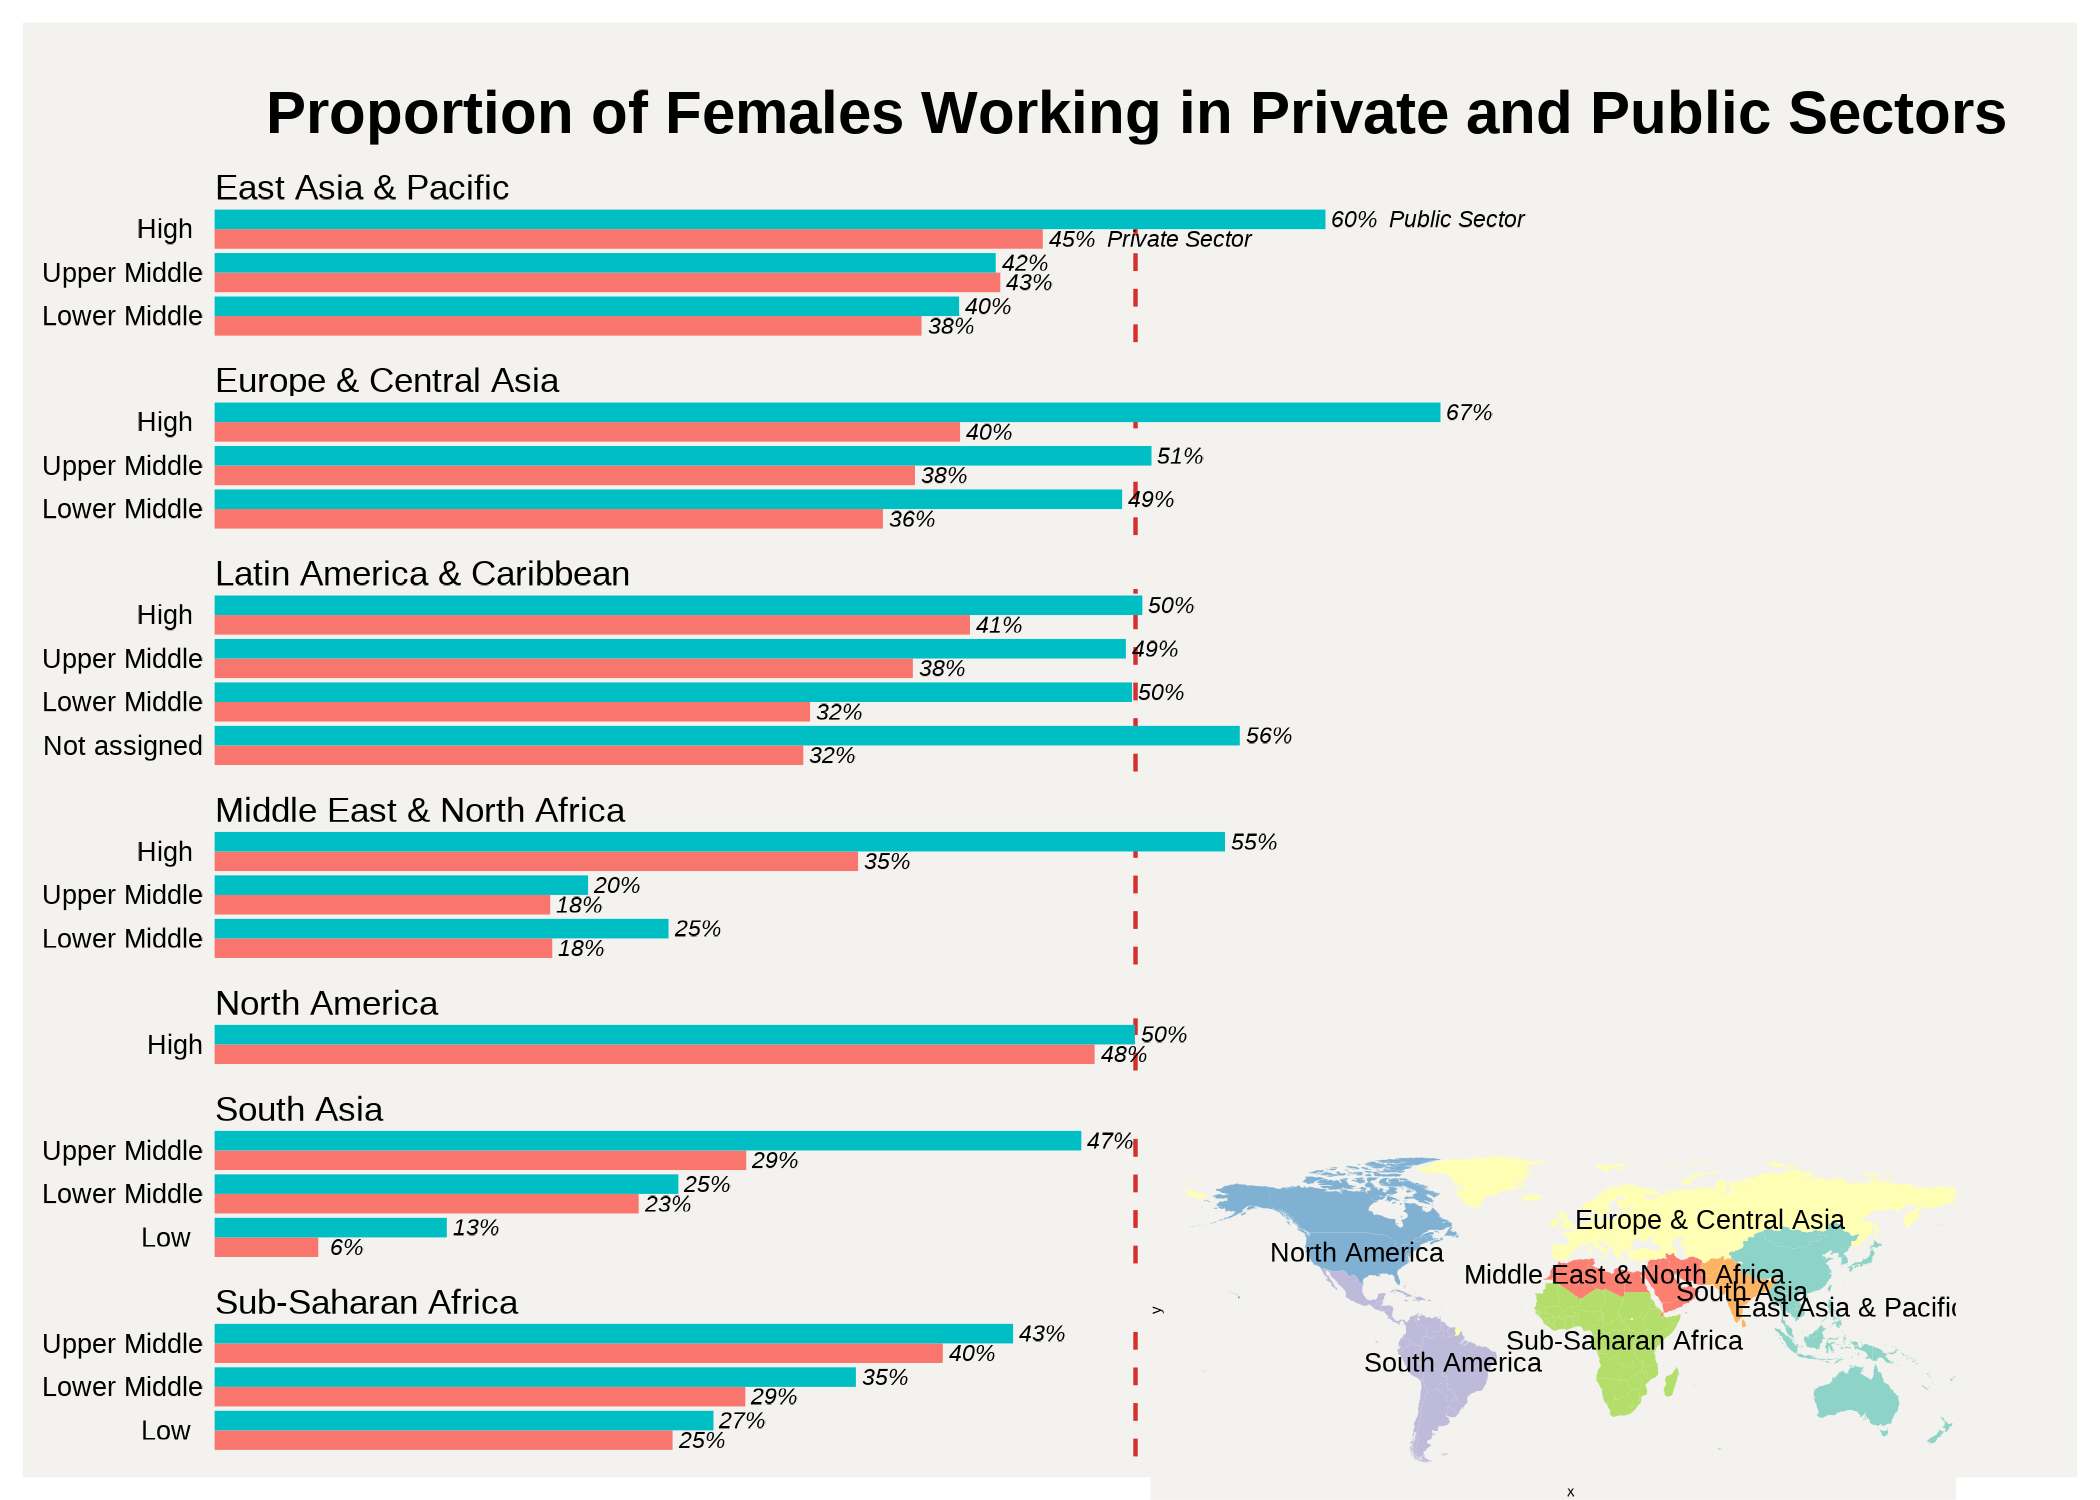 Proportion of Females Working in Private and Public Sectors
East Asia & Pacific
High
60% Public Sector
45% Private Sector
Upper Middle
42%
43%
Lower Middle
40%
38%
Europe & Central Asia
High
67%
40%
Upper Middle
51%
38%
Lower Middle
49%
36%
Latin America & Caribbean
High
50%
41%
Upper Middle
49%
38%
Lower Middle
50%
32%
Not assigned
56%
32%
Middle East & North Africa
High
55%
35%
Upper Middle
20%
18%
Lower Middle
25%
18%
North America
High
50%
48%
South Asia
Upper Middle
47%
29%
Lower Middle
25%
23%
Low
13%
6%
Sub-Saharan Africa
Upper Middle
43%
40%
Lower Middle
35%
29%
Low
27%
25%
Europe & Central Asia
North America
Middle East & North Africa
South Asia
East Asia & Pacific
Sub-Saharan Africa
South America
y
x